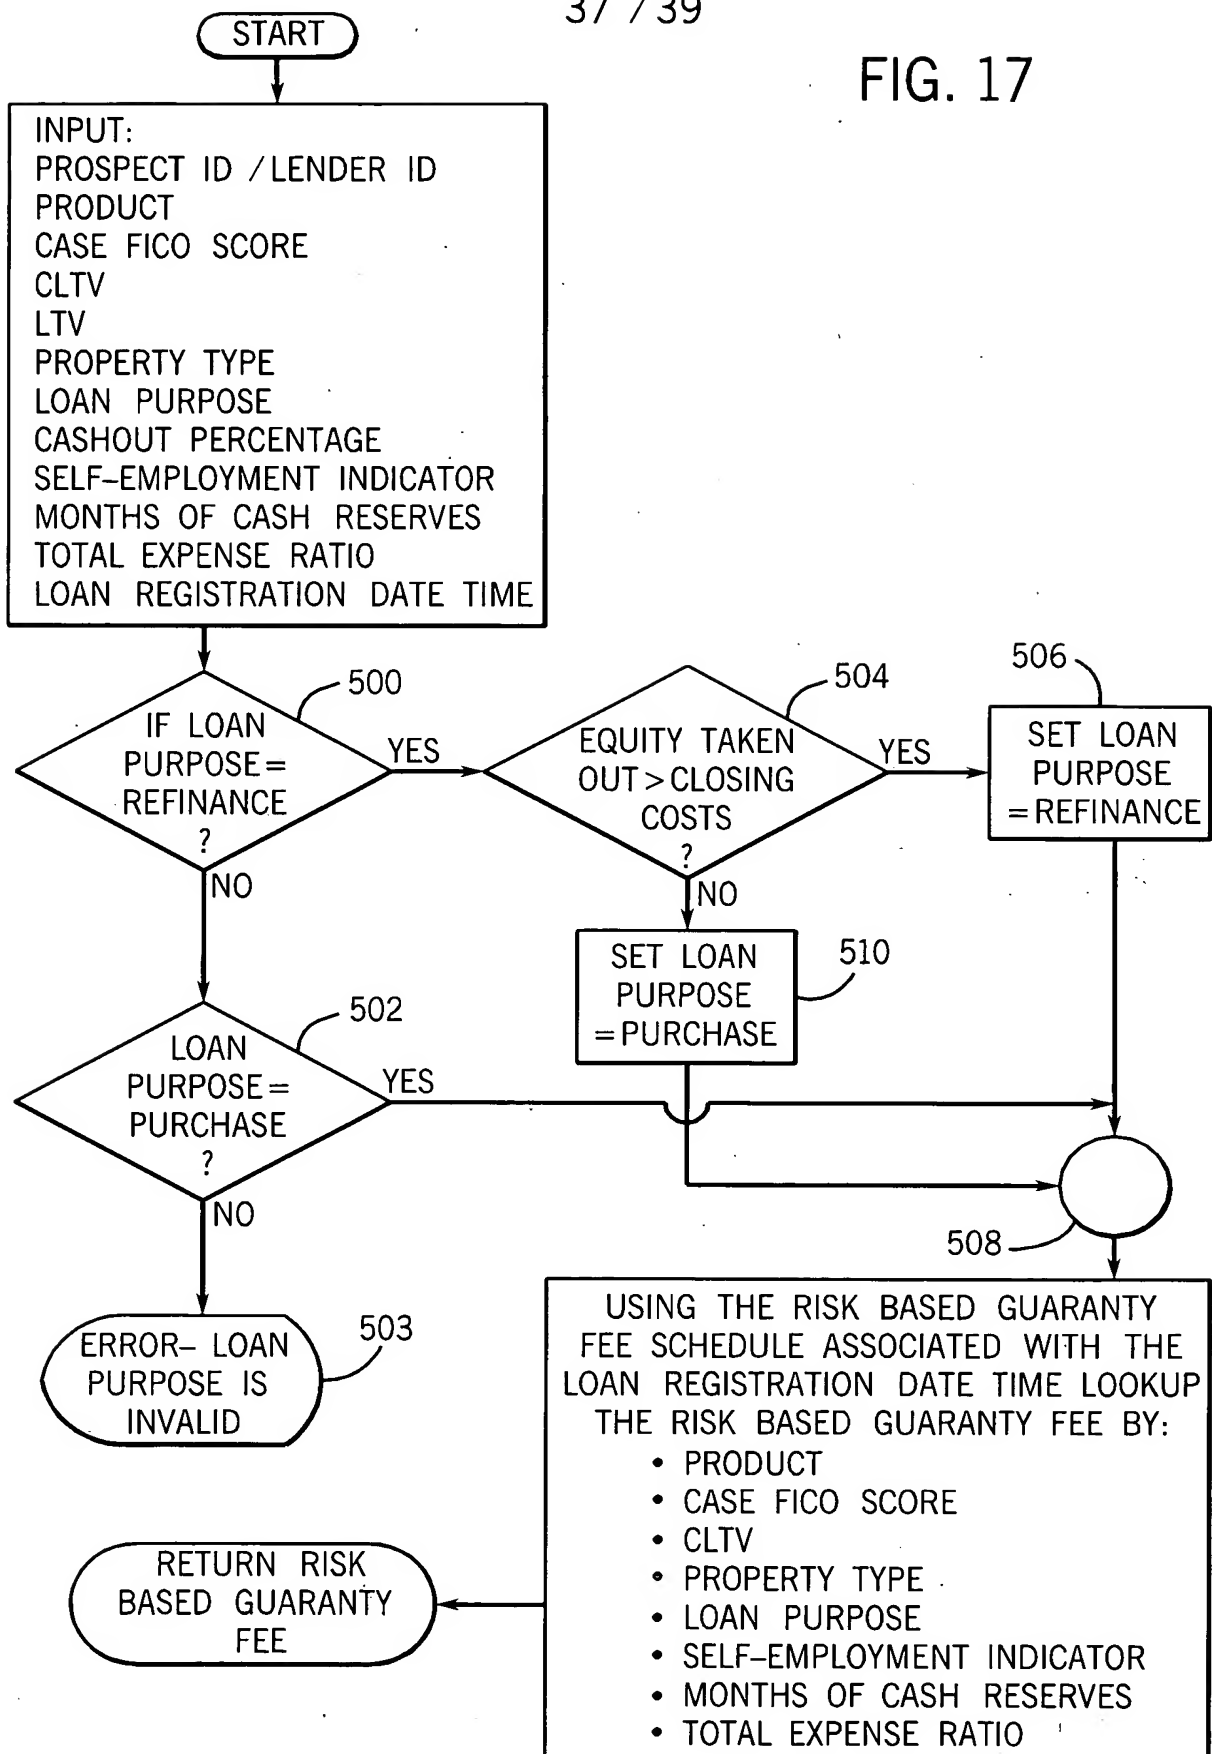 37 / 39
FIG. 17
START
INPUT:
PROSPECT ID / LENDER ID
PRODUCT
CASE FICO SCORE
CLTV
LTV
PROPERTY TYPE
LOAN PURPOSE
CASHOUT PERCENTAGE
SELF-EMPLOYMENT INDICATOR
MONTHS OF CASH RESERVES
TOTAL EXPENSE RATIO
LOAN REGISTRATION DATE TIME
500
IF LOAN
PURPOSE=
REFINANCE
?
YES
NO
504
EQUITY TAKEN
OUT > CLOSING
COSTS
?
YES
NO
506
SET LOAN
PURPOSE
=REFINANCE
510
SET LOAN
PURPOSE
=PURCHASE
502
LOAN
PURPOSE=
PURCHASE
?
YES
NO
508
503
ERROR– LOAN
PURPOSE IS
INVALID
USING THE RISK BASED GUARANTY
FEE SCHEDULE ASSOCIATED WITH THE
LOAN REGISTRATION DATE TIME LOOKUP
THE RISK BASED GUARANTY FEE BY:
• PRODUCT
• CASE FICO SCORE
• CLTV
• PROPERTY TYPE
• LOAN PURPOSE
• SELF-EMPLOYMENT INDICATOR
• MONTHS OF CASH RESERVES
• TOTAL EXPENSE RATIO
RETURN RISK
BASED GUARANTY
FEE